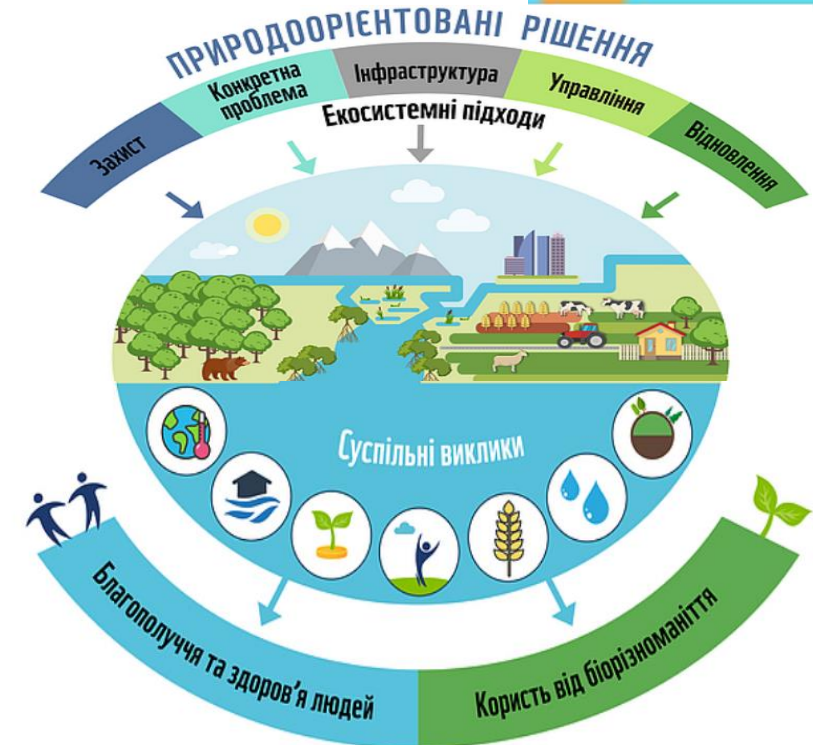 ПРИРОДООРІЄНТОВАНІ РІШЕННЯ
Захист
Конкретна
проблема
Інфраструктура
Управління
Відновлення
Екосистемні підходи
Суспільні виклики
Благополуччя та здоров'я людей
Користь від біорізноманіття